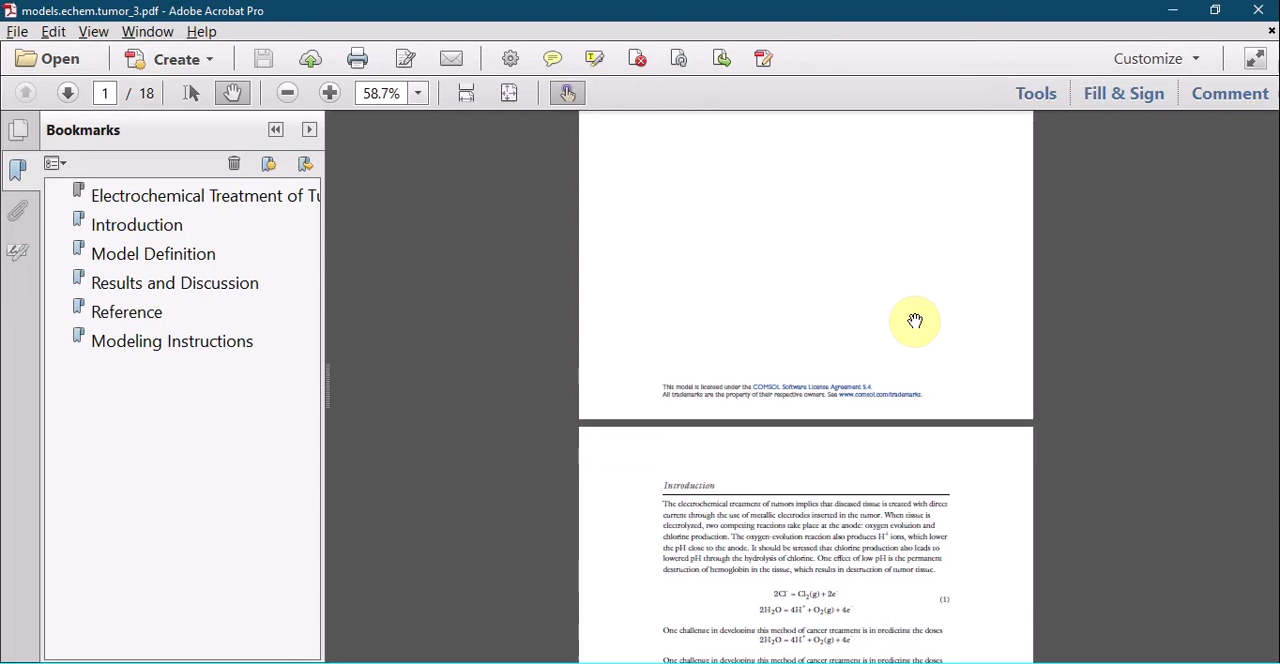 models.echem.tumor_3.pdf - Adobe Acrobat Pro
File Edit View Window Help
Open Create Customize
1 / 18 58.7% Tools Fill & Sign Comment
Bookmarks
Electrochemical Treatment of Tu
Introduction
Model Definition
Results and Discussion
Reference
Modeling Instructions
This model is licensed under the COMSOL Software License Agreement 5.4.
All trademarks are the property of their respective owners. See www.comsol.com/trademarks.
Introduction
The electrochemical treatment of tumors implies that diseased tissue is treated with direct
current through the use of metallic electrodes inserted in the tumor. When tissue is
electrolyzed, two competing reactions take place at the anode: oxygen evolution and
chlorine production. The oxygen-evolution reaction also produces H⁺ ions, which lower
the pH close to the anode. It should be stressed that chlorine production also leads to
lowered pH through the hydrolysis of chlorine. One effect of low pH is the permanent
destruction of hemoglobin in the tissue, which results in destruction of tumor tissue.
2Cl⁻ = Cl₂(g) + 2e⁻
(1)
2H₂O = 4H⁺ + O₂(g) + 4e⁻
One challenge in developing this method of cancer treatment is in predicting the doses
2H₂O = 4H⁺ + O₂(g) + 4e⁻
One challenge in developing this method of cancer treatment is in predicting the doses